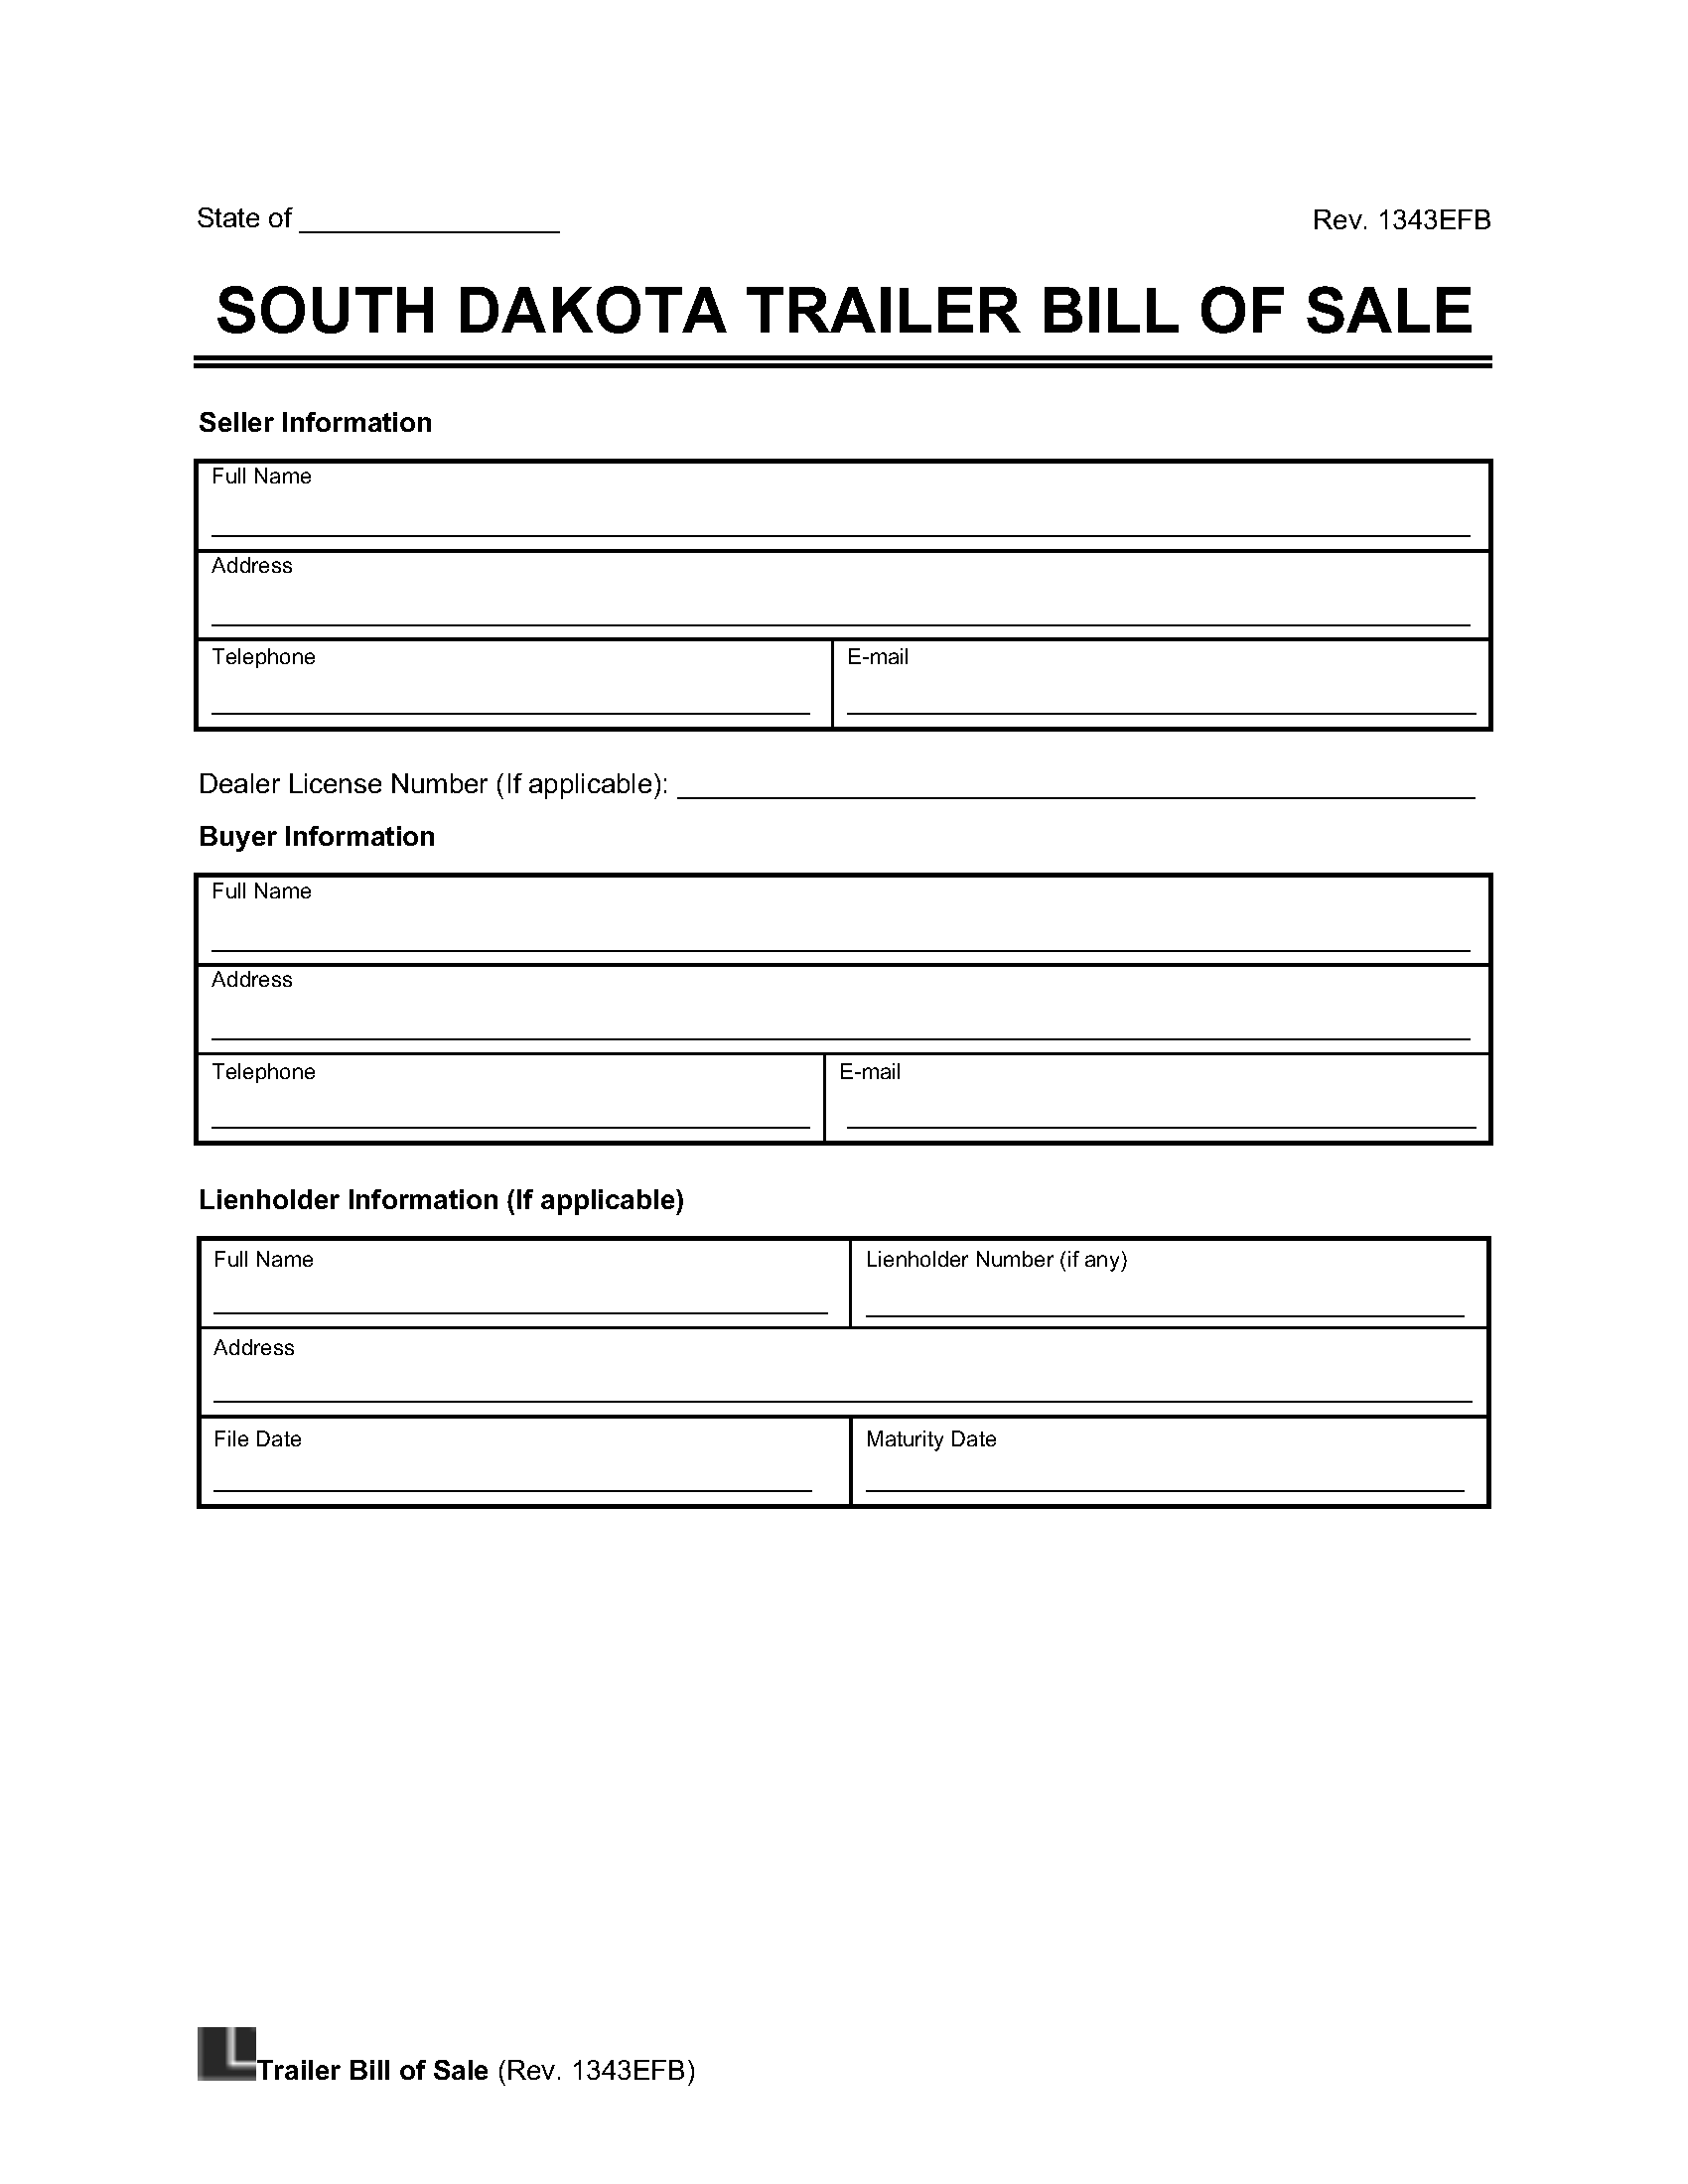 State of Rev. 1343EFB
SOUTH DAKOTA TRAILER BILL OF SALE
Seller Information
Full Name
Address
Telephone E-mail
Dealer License Number (If applicable):
Buyer Information
Full Name
Address
Telephone E-mail
Lienholder Information (If applicable)
Full Name Lienholder Number (if any)
Address
File Date Maturity Date
Trailer Bill of Sale (Rev. 1343EFB)